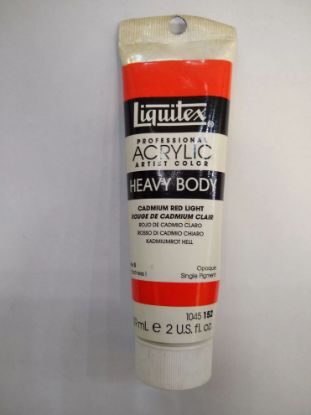 Liquitex®
PROFESSIONAL
ACRYLIC
ARTIST COLOR
HEAVY BODY
CADMIUM RED LIGHT
ROUGE DE CADMIUM CLAIR
ROJO DE CADMIO CLARO
ROSSO DI CADMIO CHIARO
KADMIUMROT HELL
Opaque
Single Pigment
1045 152
mL e 2 U.S. fl. oz.